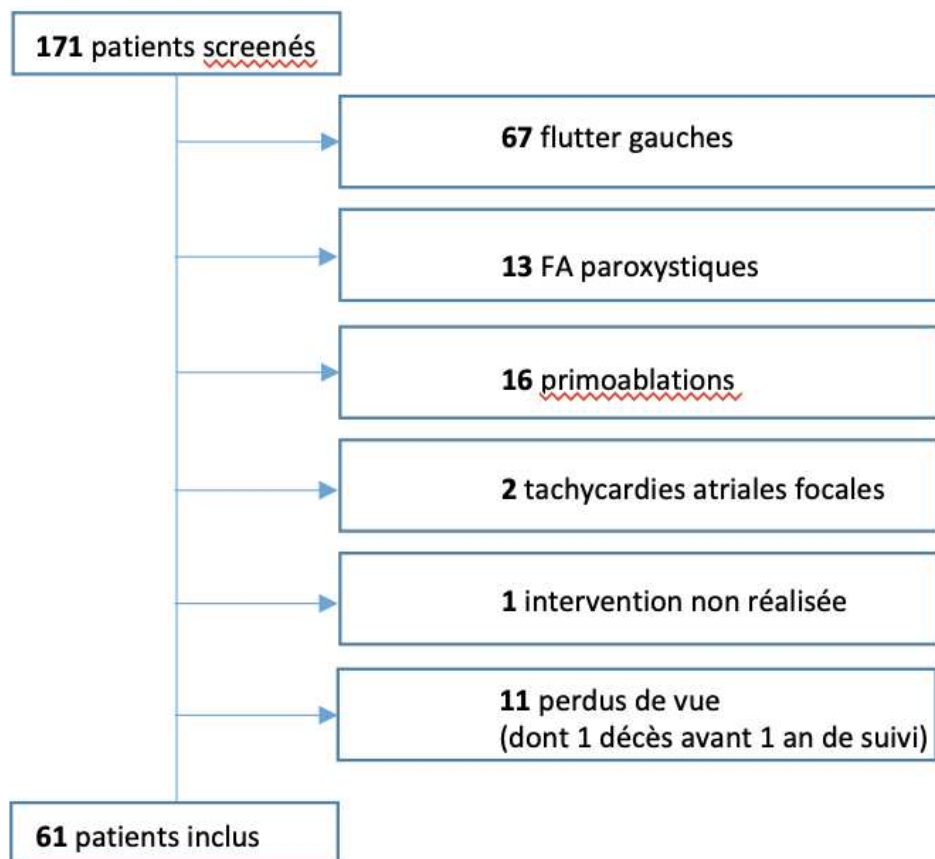 171 patients screenés
67 flutter gauches
13 FA paroxystiques
16 primoablations
2 tachycardies atriales focales
1 intervention non réalisée
11 perdus de vue
(dont 1 décès avant 1 an de suivi)
61 patients inclus